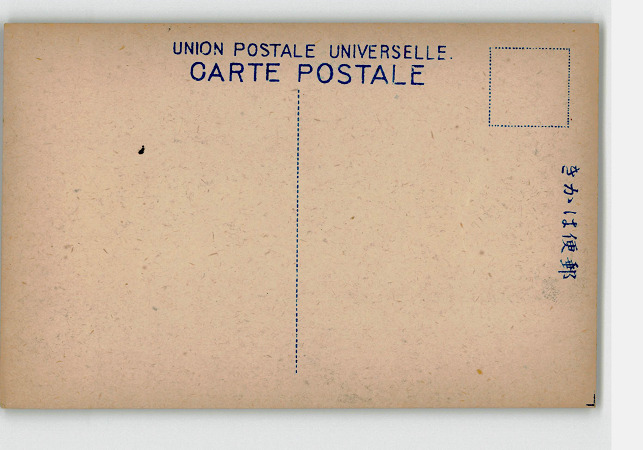 UNION POSTALE UNIVERSELLE.
CARTE POSTALE
きかは便郵